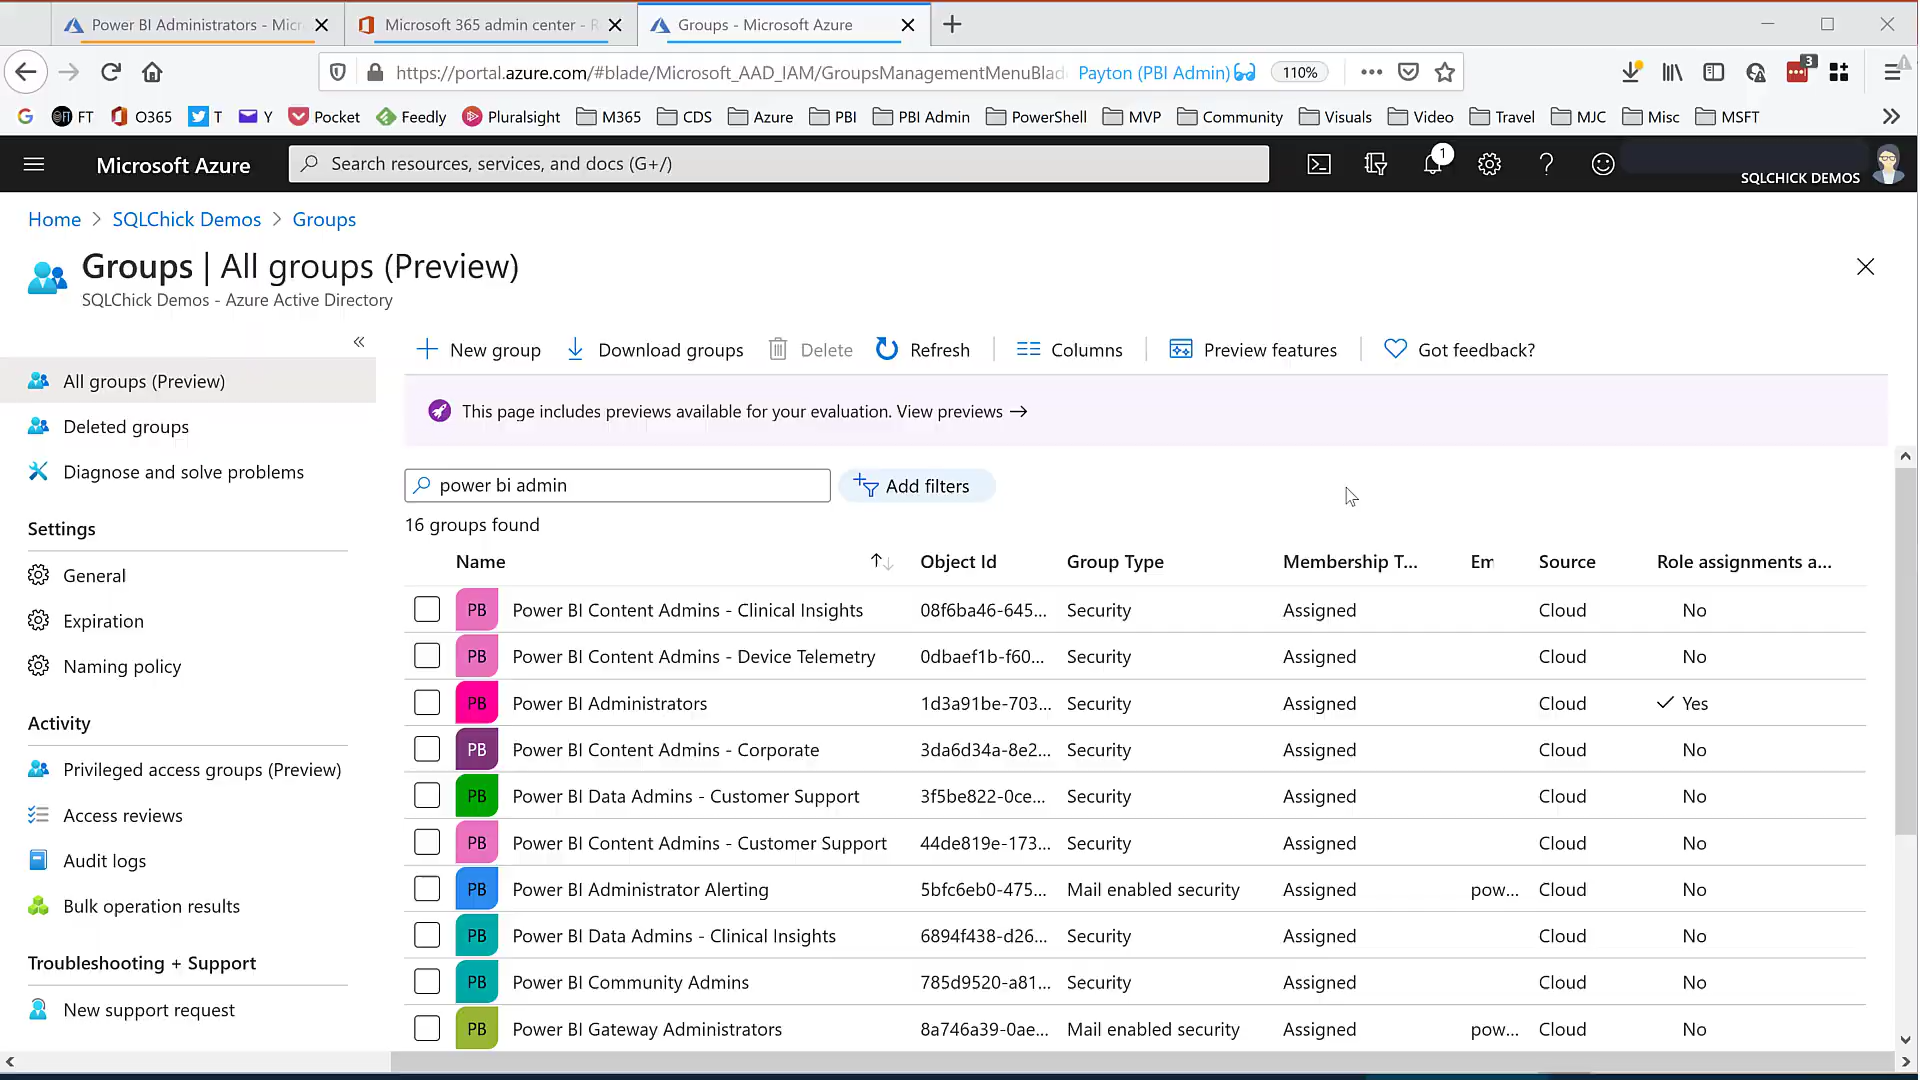 Power BI Administrators - Micr
Microsoft 365 admin center - R
Groups - Microsoft Azure
https://portal.azure.com/#blade/Microsoft_AAD_IAM/GroupsManagementMenuBlad
Payton (PBI Admin)
110%
3
G
FT
O365
T
Y
Pocket
Feedly
Pluralsight
M365
CDS
Azure
PBI
PBI Admin
PowerShell
MVP
Community
Visuals
Video
Travel
MJC
Misc
MSFT
Microsoft Azure
Search resources, services, and docs (G+/)
1
SQLCHICK DEMOS
Home > SQLChick Demos > Groups
Groups | All groups (Preview)
SQLChick Demos - Azure Active Directory
«
All groups (Preview)
Deleted groups
Diagnose and solve problems
Settings
General
Expiration
Naming policy
Activity
Privileged access groups (Preview)
Access reviews
Audit logs
Bulk operation results
Troubleshooting + Support
New support request
New group
Download groups
Delete
Refresh
Columns
Preview features
Got feedback?
This page includes previews available for your evaluation. View previews →
power bi admin
Add filters
16 groups found
Name Object Id Group Type Membership T... Em Source Role assignments a...
PB Power BI Content Admins - Clinical Insights 08f6ba46-645... Security Assigned Cloud No
PB Power BI Content Admins - Device Telemetry 0dbaef1b-f60... Security Assigned Cloud No
PB Power BI Administrators 1d3a91be-703... Security Assigned Cloud Yes
PB Power BI Content Admins - Corporate 3da6d34a-8e2... Security Assigned Cloud No
PB Power BI Data Admins - Customer Support 3f5be822-0ce... Security Assigned Cloud No
PB Power BI Content Admins - Customer Support 44de819e-173... Security Assigned Cloud No
PB Power BI Administrator Alerting 5bfc6eb0-475... Mail enabled security Assigned pow... Cloud No
PB Power BI Data Admins - Clinical Insights 6894f438-d26... Security Assigned Cloud No
PB Power BI Community Admins 785d9520-a81... Security Assigned Cloud No
PB Power BI Gateway Administrators 8a746a39-0ae... Mail enabled security Assigned pow... Cloud No